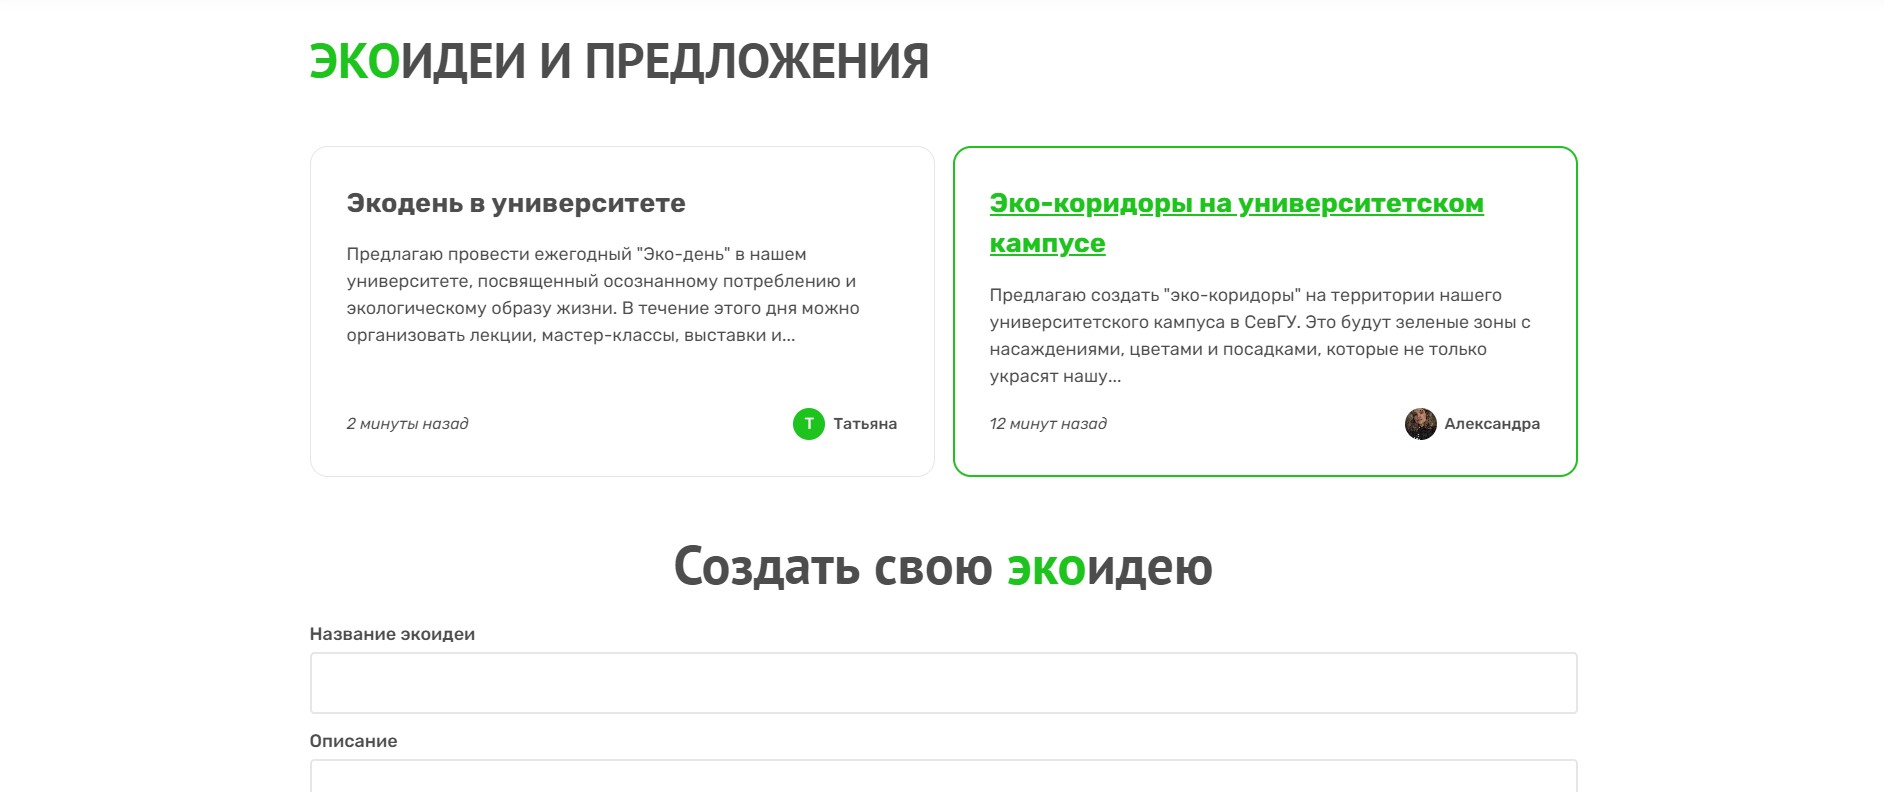 ЭКОИДЕИ И ПРЕДЛОЖЕНИЯ
Экодень в университете
Предлагаю провести ежегодный "Эко-день" в нашем
университете, посвященный осознанному потреблению и
экологическому образу жизни. В течение этого дня можно
организовать лекции, мастер-классы, выставки и...
2 минуты назад
Т Татьяна
Эко-коридоры на университетском
кампусе
Предлагаю создать "эко-коридоры" на территории нашего
университетского кампуса в СевГУ. Это будут зеленые зоны с
насаждениями, цветами и посадками, которые не только
украсят нашу...
12 минут назад
Александра
Создать свою экоидею
Название экоидеи
Описание